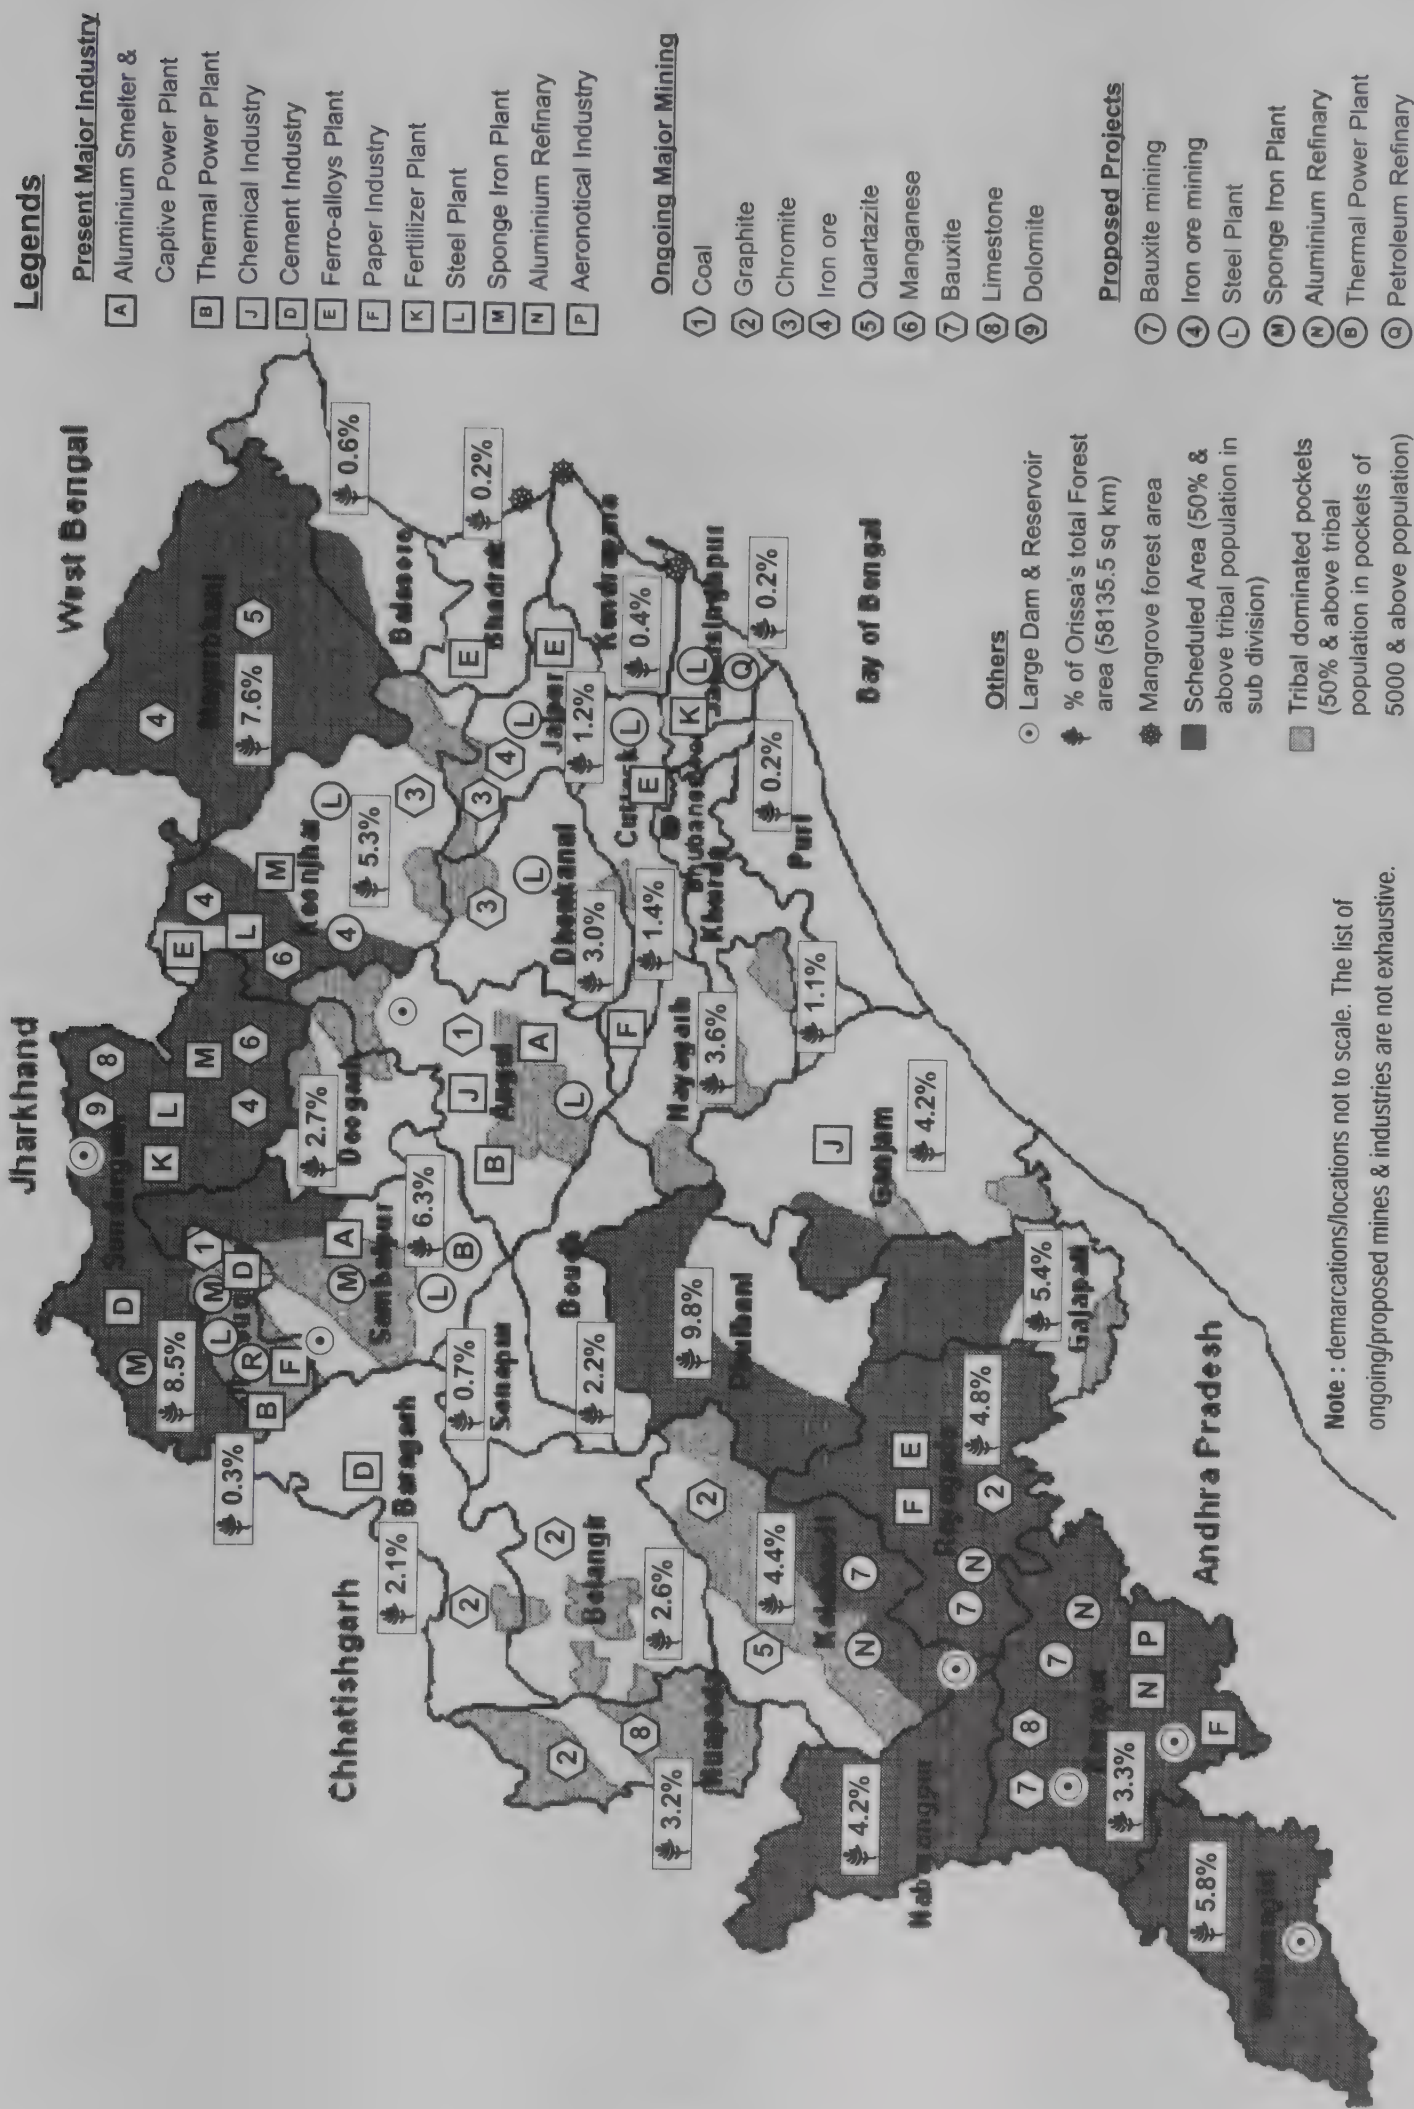 Legends
Present Major Industry
A Aluminium Smelter &
Captive Power Plant
B Thermal Power Plant
J Chemical Industry
D Cement Industry
E Ferro-alloys Plant
F Paper Industry
K Fertlilizer Plant
L Steel Plant
M Sponge Iron Plant
N Aluminium Refinary
P Aeronotical Industry
Ongoing Major Mining
1 Coal
2 Graphite
3 Chromite
4 Iron ore
5 Quartazite
6 Manganese
7 Bauxite
8 Limestone
9 Dolomite
Proposed Projects
7 Bauxite mining
4 Iron ore mining
L Steel Plant
M Sponge Iron Plant
N Aluminium Refinary
B Thermal Power Plant
Q Petroleum Refinary
Others
Large Dam & Reservoir
% of Orissa's total Forest
area (58135.5 sq km)
Mangrove forest area
Scheduled Area (50% &
above tribal population in
sub division)
Tribal dominated pockets
(50% & above tribal
population in pockets of
5000 & above population)
Note : demarcations/locations not to scale. The list of
ongoing/proposed mines & industries are not exhaustive.
Jharkhand
West Bengal
Chhatishgarh
Andhra Pradesh
Bay of Bengal
Sundargarh
8.5%
0.3%
Sambalpur
6.3%
Deogarh
2.7%
Keonjhar
5.3%
Mayurbhanj
7.6%
Balasore
0.6%
Bhadrak
0.2%
Kendrapara
0.4%
Jajpur
1.2%
Jagatsinghpur
0.2%
Cuttack
1.4%
Dhenkanal
3.0%
Angul
Bhubaneswar
Khurda
1.1%
Puri
0.2%
Nayagarh
3.6%
Ganjam
4.2%
Gajapati
5.4%
Phulbani
9.8%
Boudh
2.2%
Sonepur
0.7%
Baragarh
2.1%
Bolangir
2.6%
Nuapada
3.2%
Kalahandi
4.4%
Rayagada
4.8%
Nabarangpur
4.2%
Koraput
3.3%
Malkanagiri
5.8%